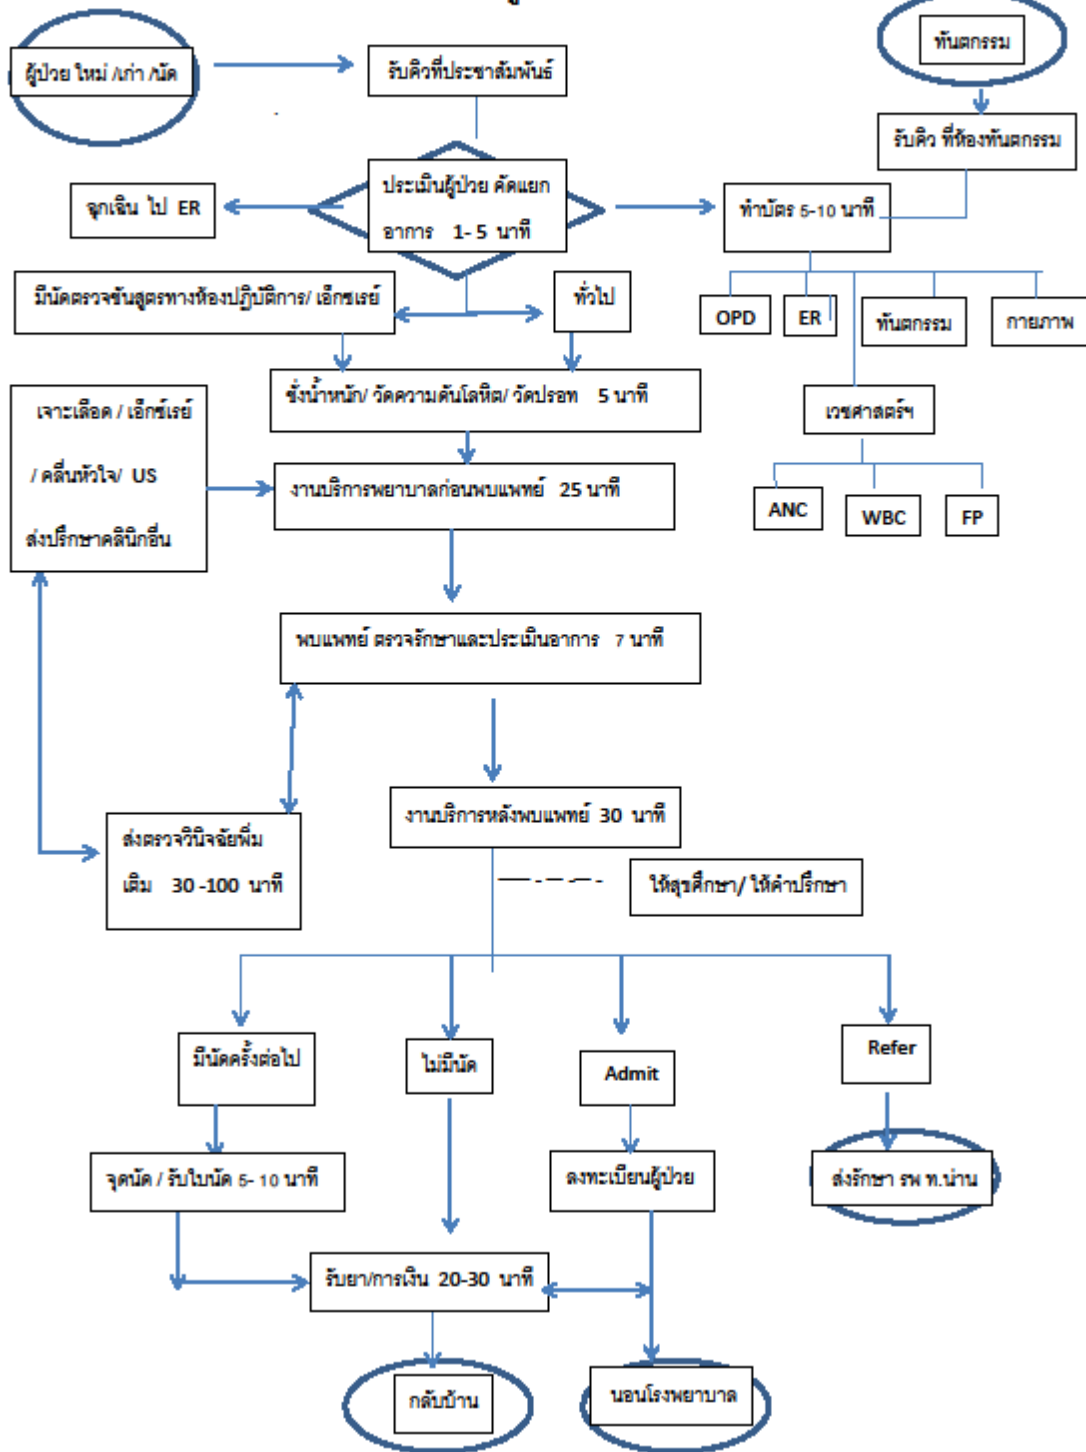 ทันตกรรม
ผู้ป่วย ใหม่ /เก่า /นัด
รับคิวที่ประชาสัมพันธ์
รับคิว ที่ห้องทันตกรรม
ประเมินผู้ป่วย คัดแยก
อาการ 1- 5 นาที
ฉุกเฉิน ไป ER
ทำบัตร 5-10 นาที
มีนัดตรวจชันสูตรทางห้องปฏิบัติการ/ เอ็กซเรย์
ทั่วไป
OPD
ER
ทันตกรรม
กายภาพ
ชั่งน้ำหนัก/ วัดความดันโลหิต/ วัดปรอท 5 นาที
เวชศาสตร์ฯ
เจาะเลือด / เอ็กซ์เรย์
/ คลื่นหัวใจ/ US
ส่งปรึกษาคลินิกอื่น
งานบริการพยาบาลก่อนพบแพทย์ 25 นาที
ANC
WBC
FP
พบแพทย์ ตรวจรักษาและประเมินอาการ 7 นาที
งานบริการหลังพบแพทย์ 30 นาที
ส่งตรวจวินิจฉัยพิ่ม
เติม 30 -100 นาที
ให้สุขศึกษา/ ให้คำปรึกษา
มีนัดครั้งต่อไป
ไม่มีนัด
Admit
Refer
จุดนัด / รับใบนัด 5- 10 นาที
ลงทะเบียนผู้ป่วย
ส่งรักษา รพ ท.น่าน
รับยา/การเงิน 20-30 นาที
กลับบ้าน
นอนโรงพยาบาล